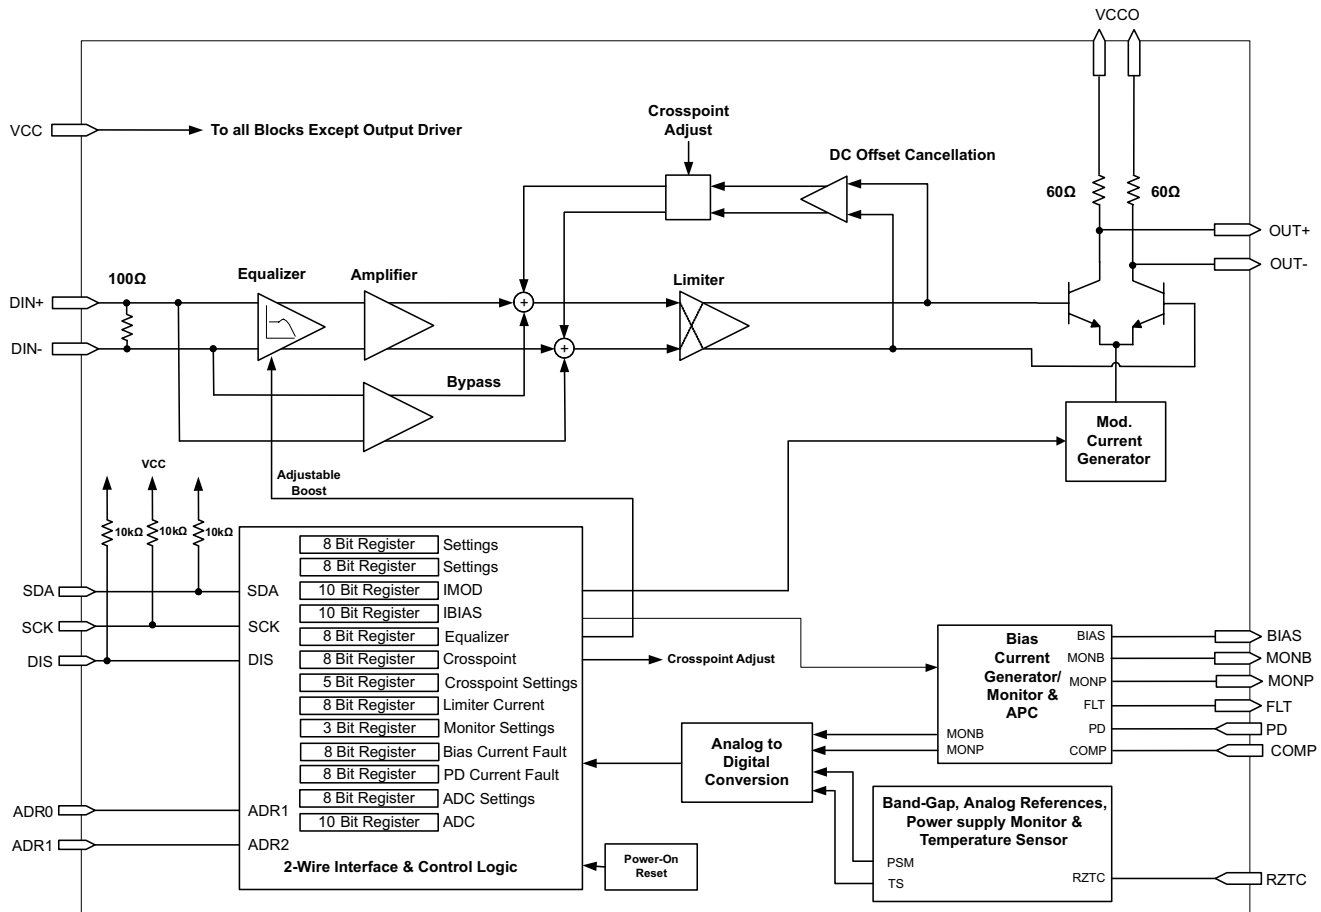 VCCO
VCC
To all Blocks Except Output Driver
Crosspoint
Adjust
DC Offset Cancellation
60Ω
60Ω
OUT+
OUT-
100Ω
Equalizer
Amplifier
Limiter
DIN+
DIN-
+
+
Bypass
Mod.
Current
Generator
Adjustable
Boost
VCC
10kΩ
10kΩ
10kΩ
SDA
SCK
DIS
ADR0
ADR1
SDA
SCK
DIS
ADR1
ADR2
8 Bit Register Settings
8 Bit Register Settings
10 Bit Register IMOD
10 Bit Register IBIAS
8 Bit Register Equalizer
8 Bit Register Crosspoint
5 Bit Register Crosspoint Settings
8 Bit Register Limiter Current
3 Bit Register Monitor Settings
8 Bit Register Bias Current Fault
8 Bit Register PD Current Fault
8 Bit Register ADC Settings
10 Bit Register ADC
2-Wire Interface & Control Logic
Crosspoint Adjust
Power-On
Reset
Analog to
Digital
Conversion
Bias
Current
Generator/
Monitor &
APC
BIAS
MONB
MONP
FLT
PD
COMP
MONB
MONP
BIAS
MONB
MONP
FLT
PD
COMP
Band-Gap, Analog References,
Power supply Monitor &
Temperature Sensor
PSM
TS
RZTC
RZTC